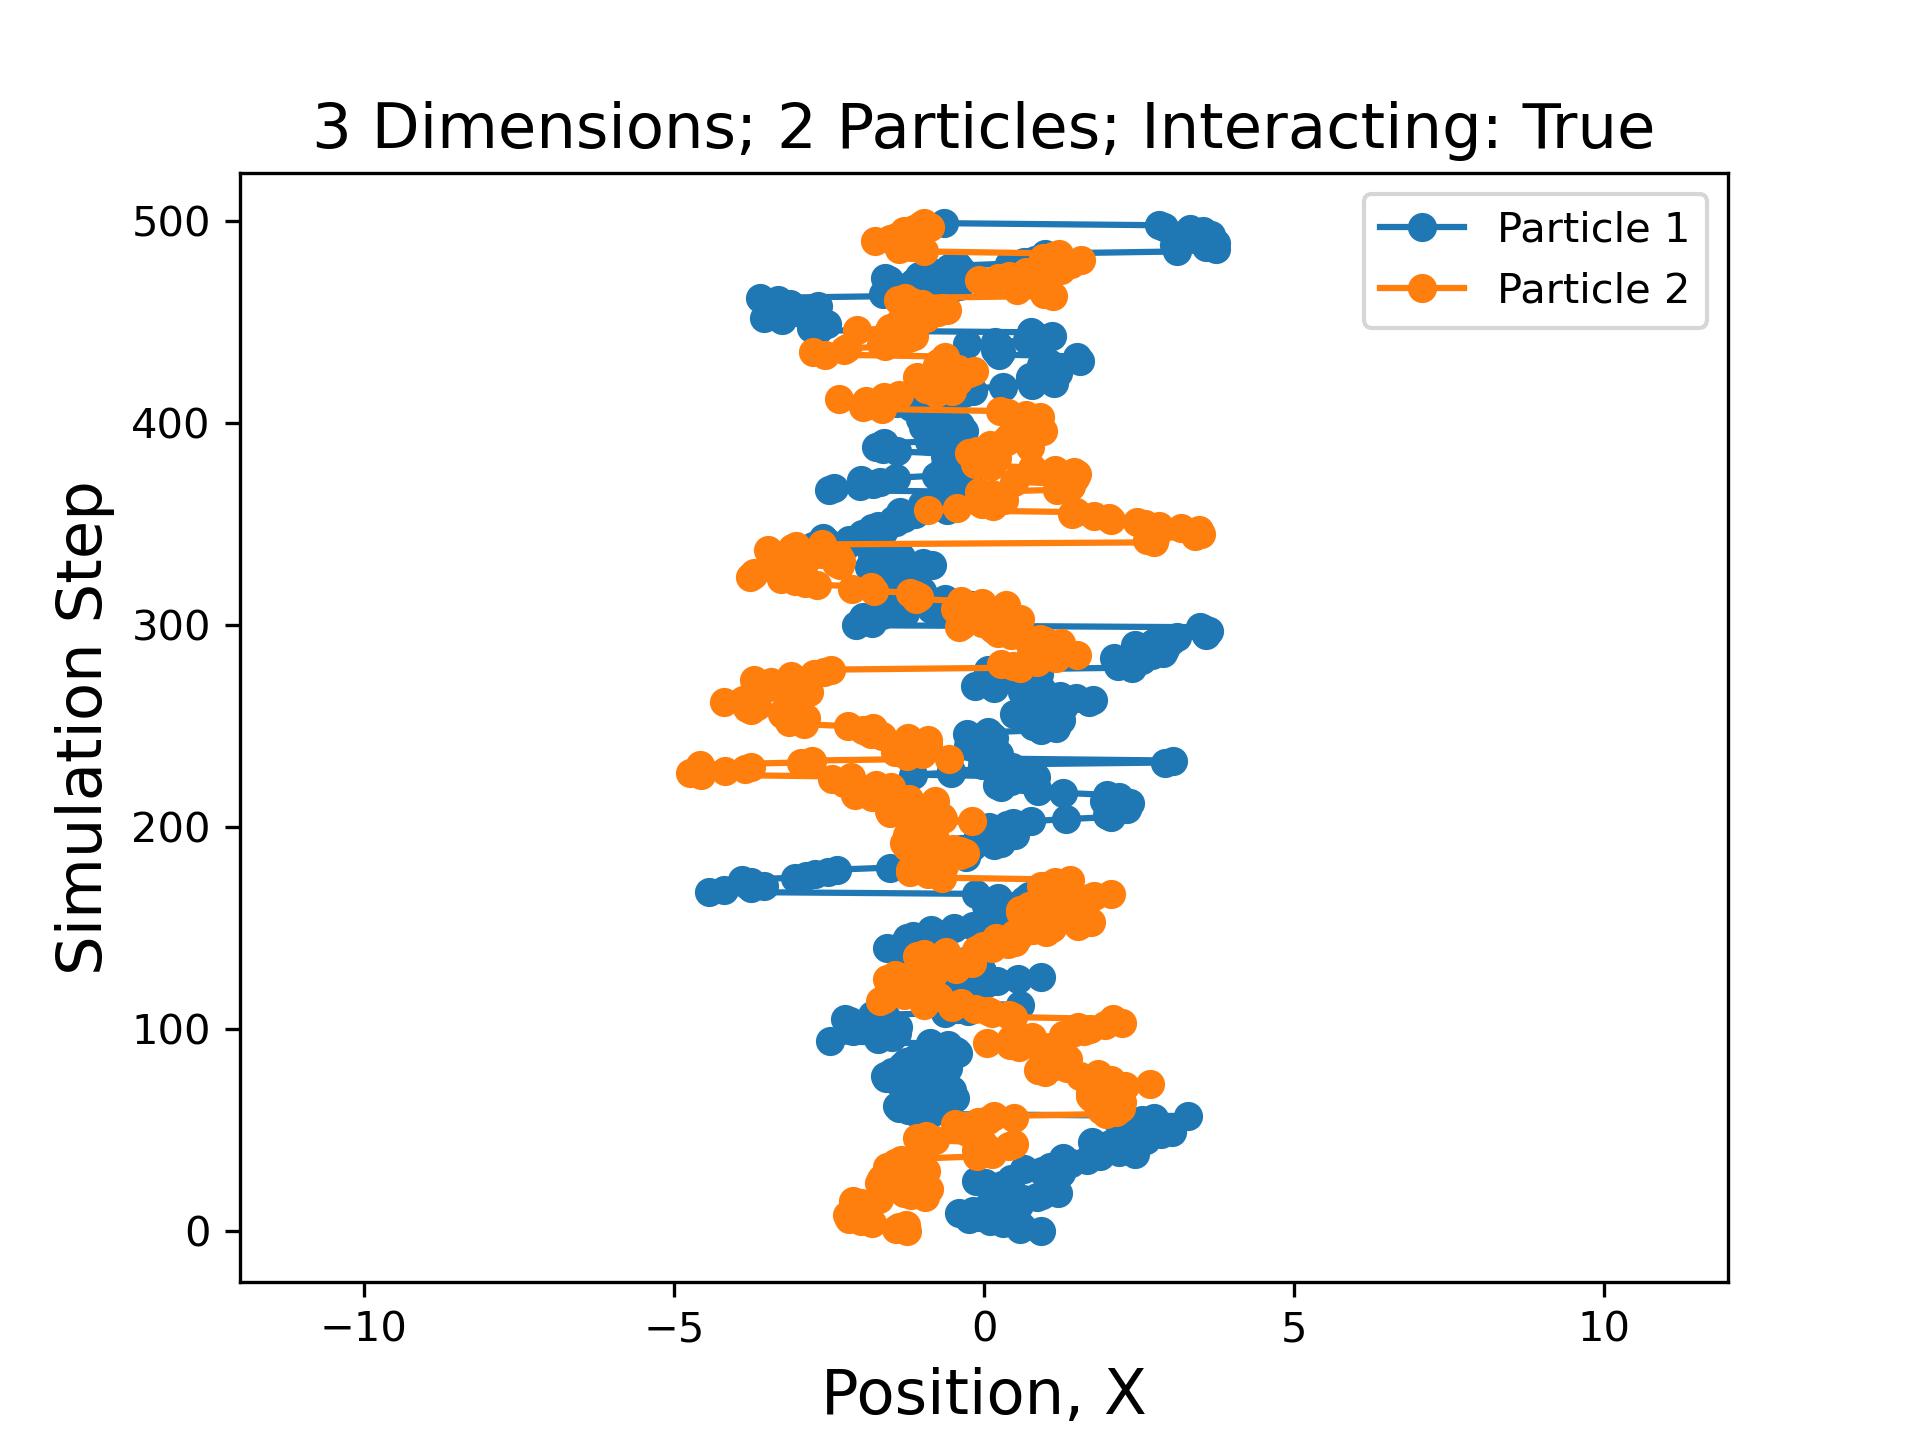 3 Dimensions; 2 Particles; Interacting: True
Particle 1
Particle 2
500
400
300
200
100
0
Simulation Step
−10
−5
0
5
10
Position, X